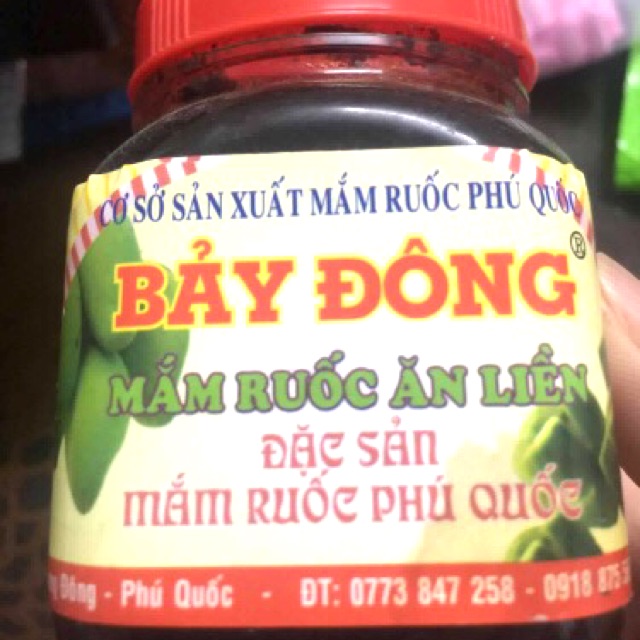 CƠ SỞ SẢN XUẤT MẮM RUỐC PHÚ QUỐC
BẢY ĐÔNG®
MẮM RUỐC ĂN LIỀN
ĐẶC SẢN
MẮM RUỐC PHÚ QUỐC
Đông - Phú Quốc - ĐT: 0773 847 258 - 0918 875